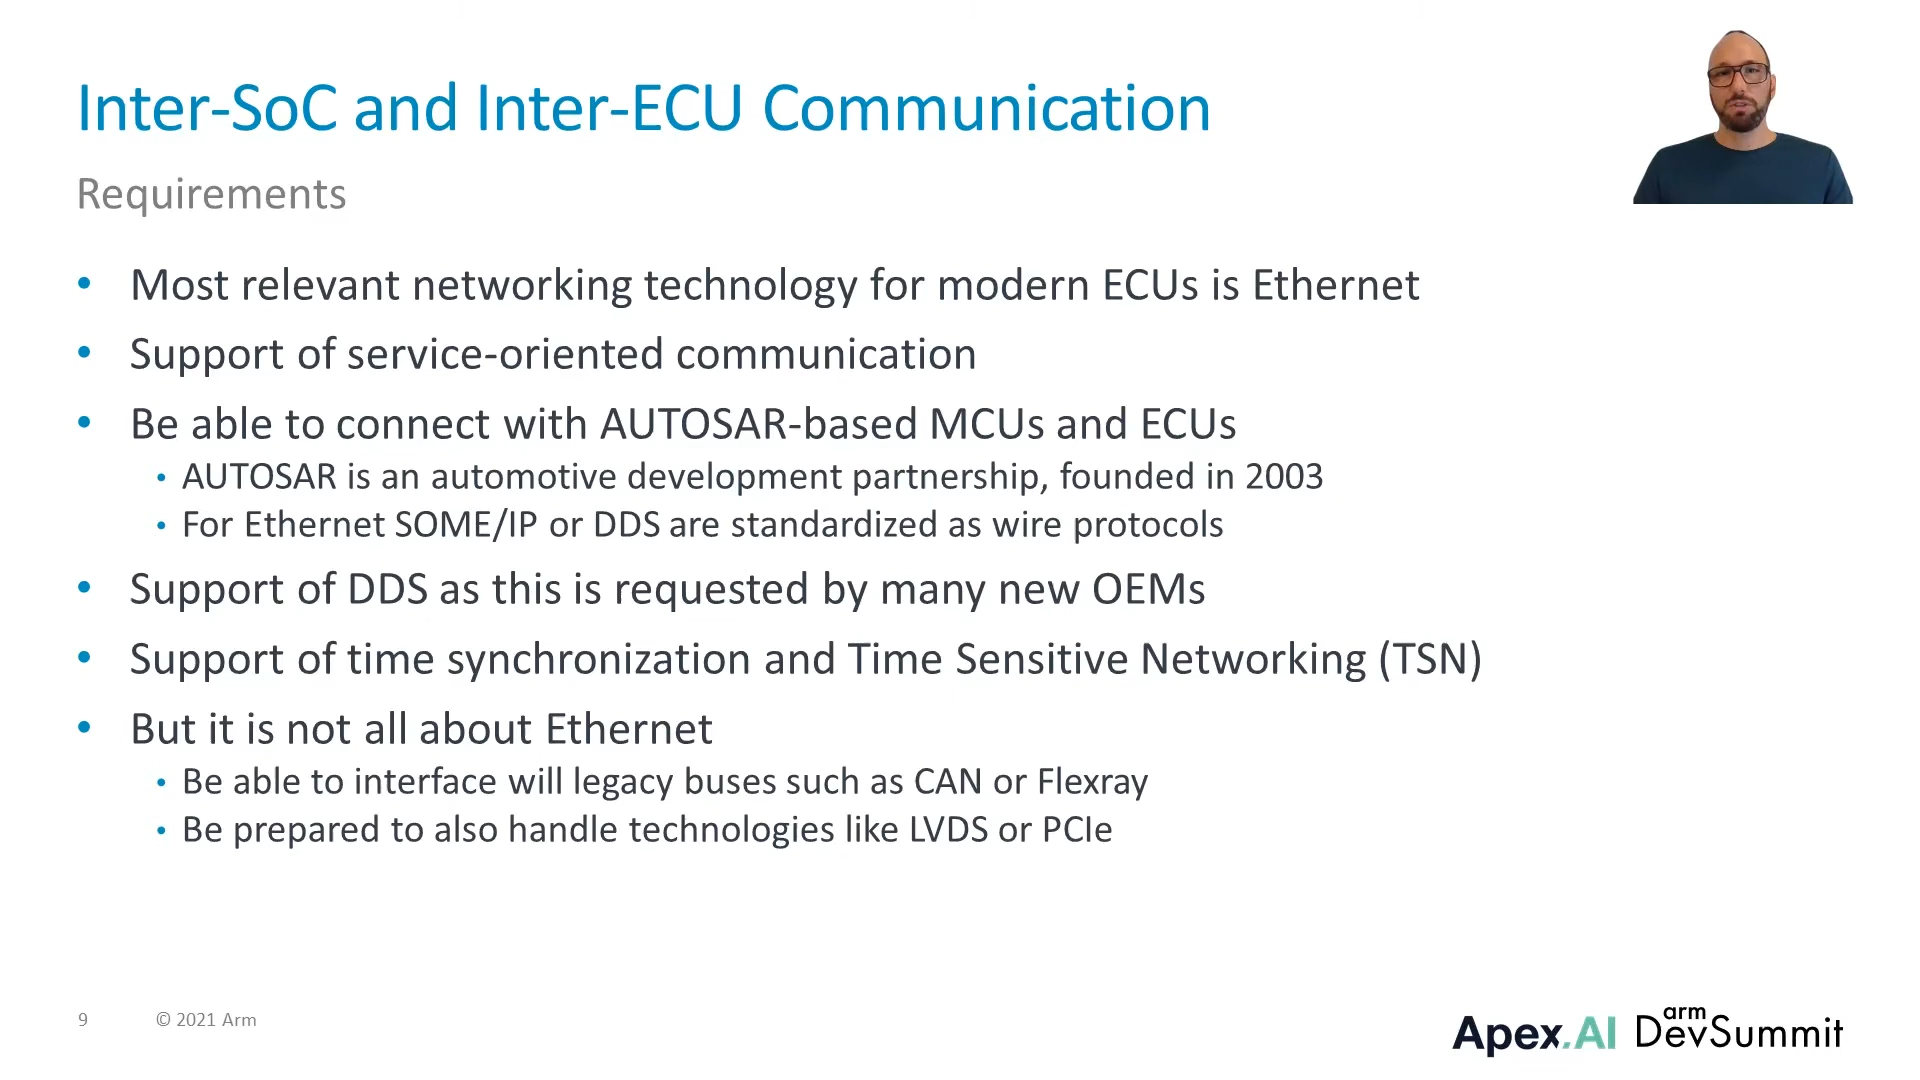 Inter-SoC and Inter-ECU Communication
Requirements
• Most relevant networking technology for modern ECUs is Ethernet
• Support of service-oriented communication
• Be able to connect with AUTOSAR-based MCUs and ECUs
• AUTOSAR is an automotive development partnership, founded in 2003
• For Ethernet SOME/IP or DDS are standardized as wire protocols
• Support of DDS as this is requested by many new OEMs
• Support of time synchronization and Time Sensitive Networking (TSN)
• But it is not all about Ethernet
• Be able to interface will legacy buses such as CAN or Flexray
• Be prepared to also handle technologies like LVDS or PCIe
9 © 2021 Arm
Apex.AI
arm
DevSummit